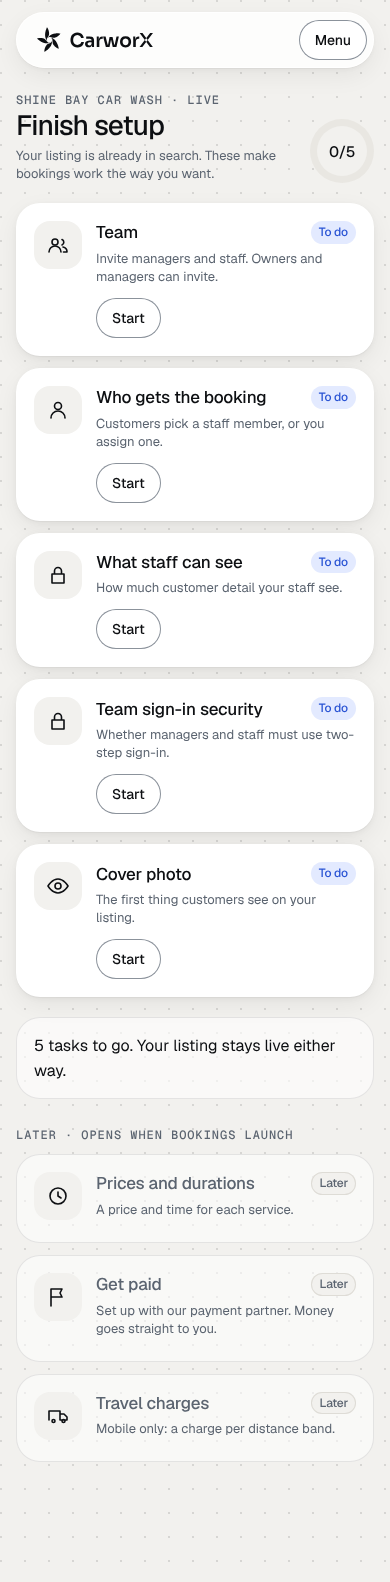 CarworX
Menu
SHINE BAY CAR WASH · LIVE
Finish setup
Your listing is already in search. These make
bookings work the way you want.
0/5
Team
To do
Invite managers and staff. Owners and
managers can invite.
Start
Who gets the booking
To do
Customers pick a staff member, or you
assign one.
Start
What staff can see
To do
How much customer detail your staff see.
Start
Team sign-in security
To do
Whether managers and staff must use two-
step sign-in.
Start
Cover photo
To do
The first thing customers see on your
listing.
Start
5 tasks to go. Your listing stays live either
way.
LATER · OPENS WHEN BOOKINGS LAUNCH
Prices and durations
Later
A price and time for each service.
Get paid
Later
Set up with our payment partner. Money
goes straight to you.
Travel charges
Later
Mobile only: a charge per distance band.